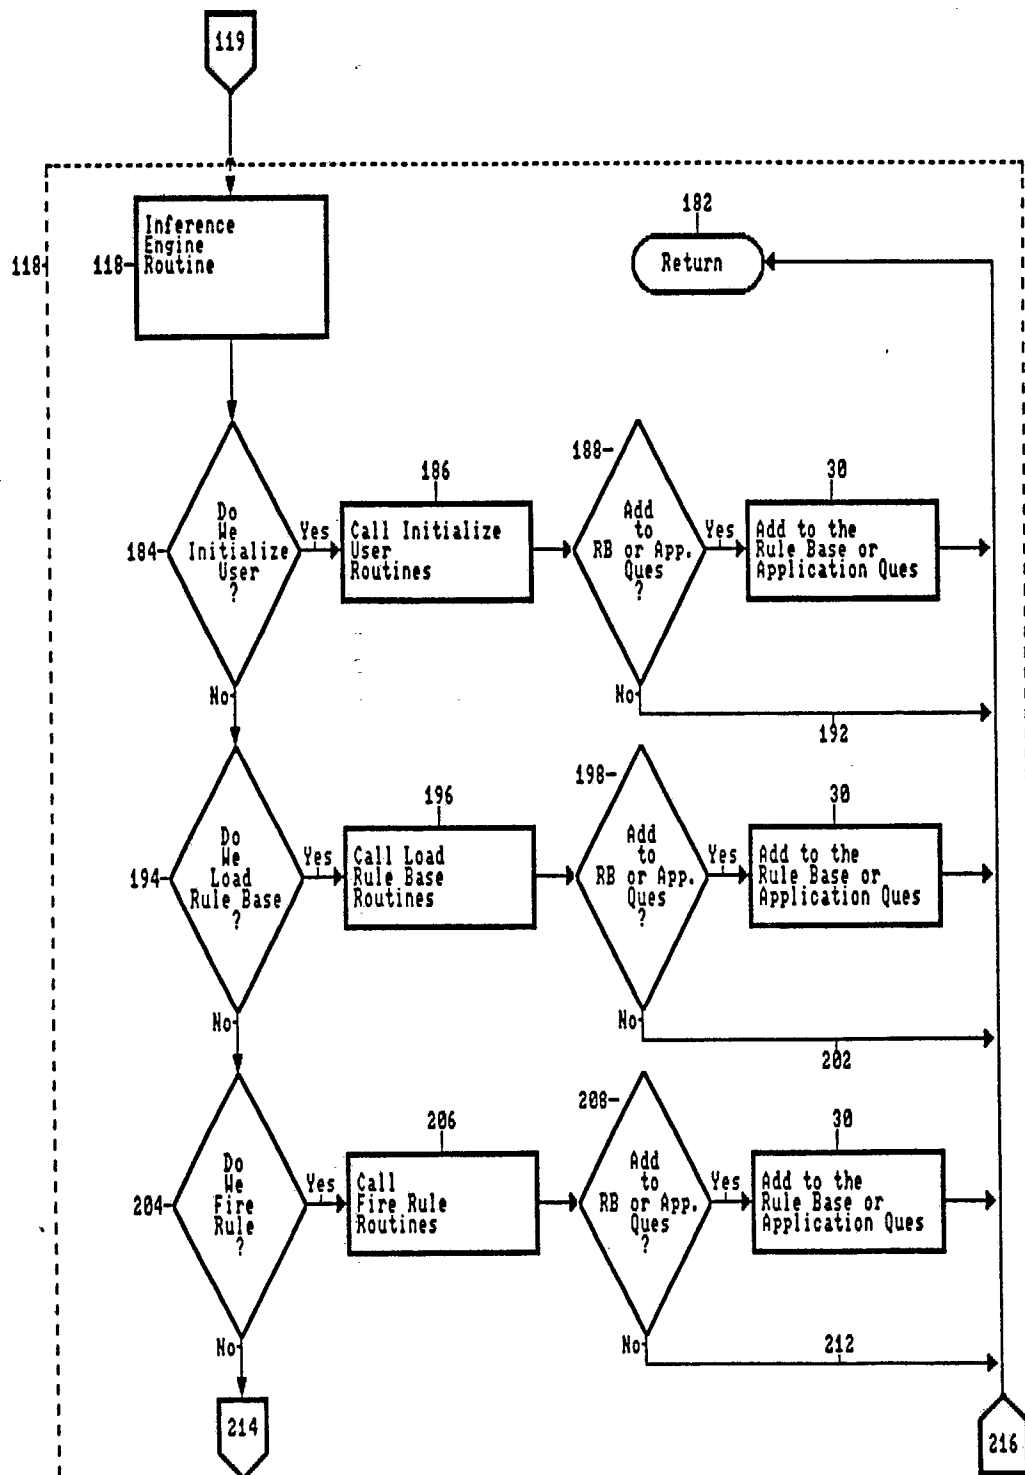 119
182
Inference
Engine
Routine
118
118
Return
188
186
30
Do
We
Initialize
User
?
184
Yes
Call Initialize
User
Routines
Add
to
RB or App.
Ques
?
Yes
Add to the
Rule Base or
Application Ques
No
No
192
198
196
30
Do
We
Load
Rule Base
?
194
Yes
Call Load
Rule Base
Routines
Add
to
RB or App.
Ques
?
Yes
Add to the
Rule Base or
Application Ques
No
No
202
208
206
30
Do
We
Fire
Rule
?
204
Yes
Call
Fire Rule
Routines
Add
to
RB or App.
Ques
?
Yes
Add to the
Rule Base or
Application Ques
No
No
212
214
216